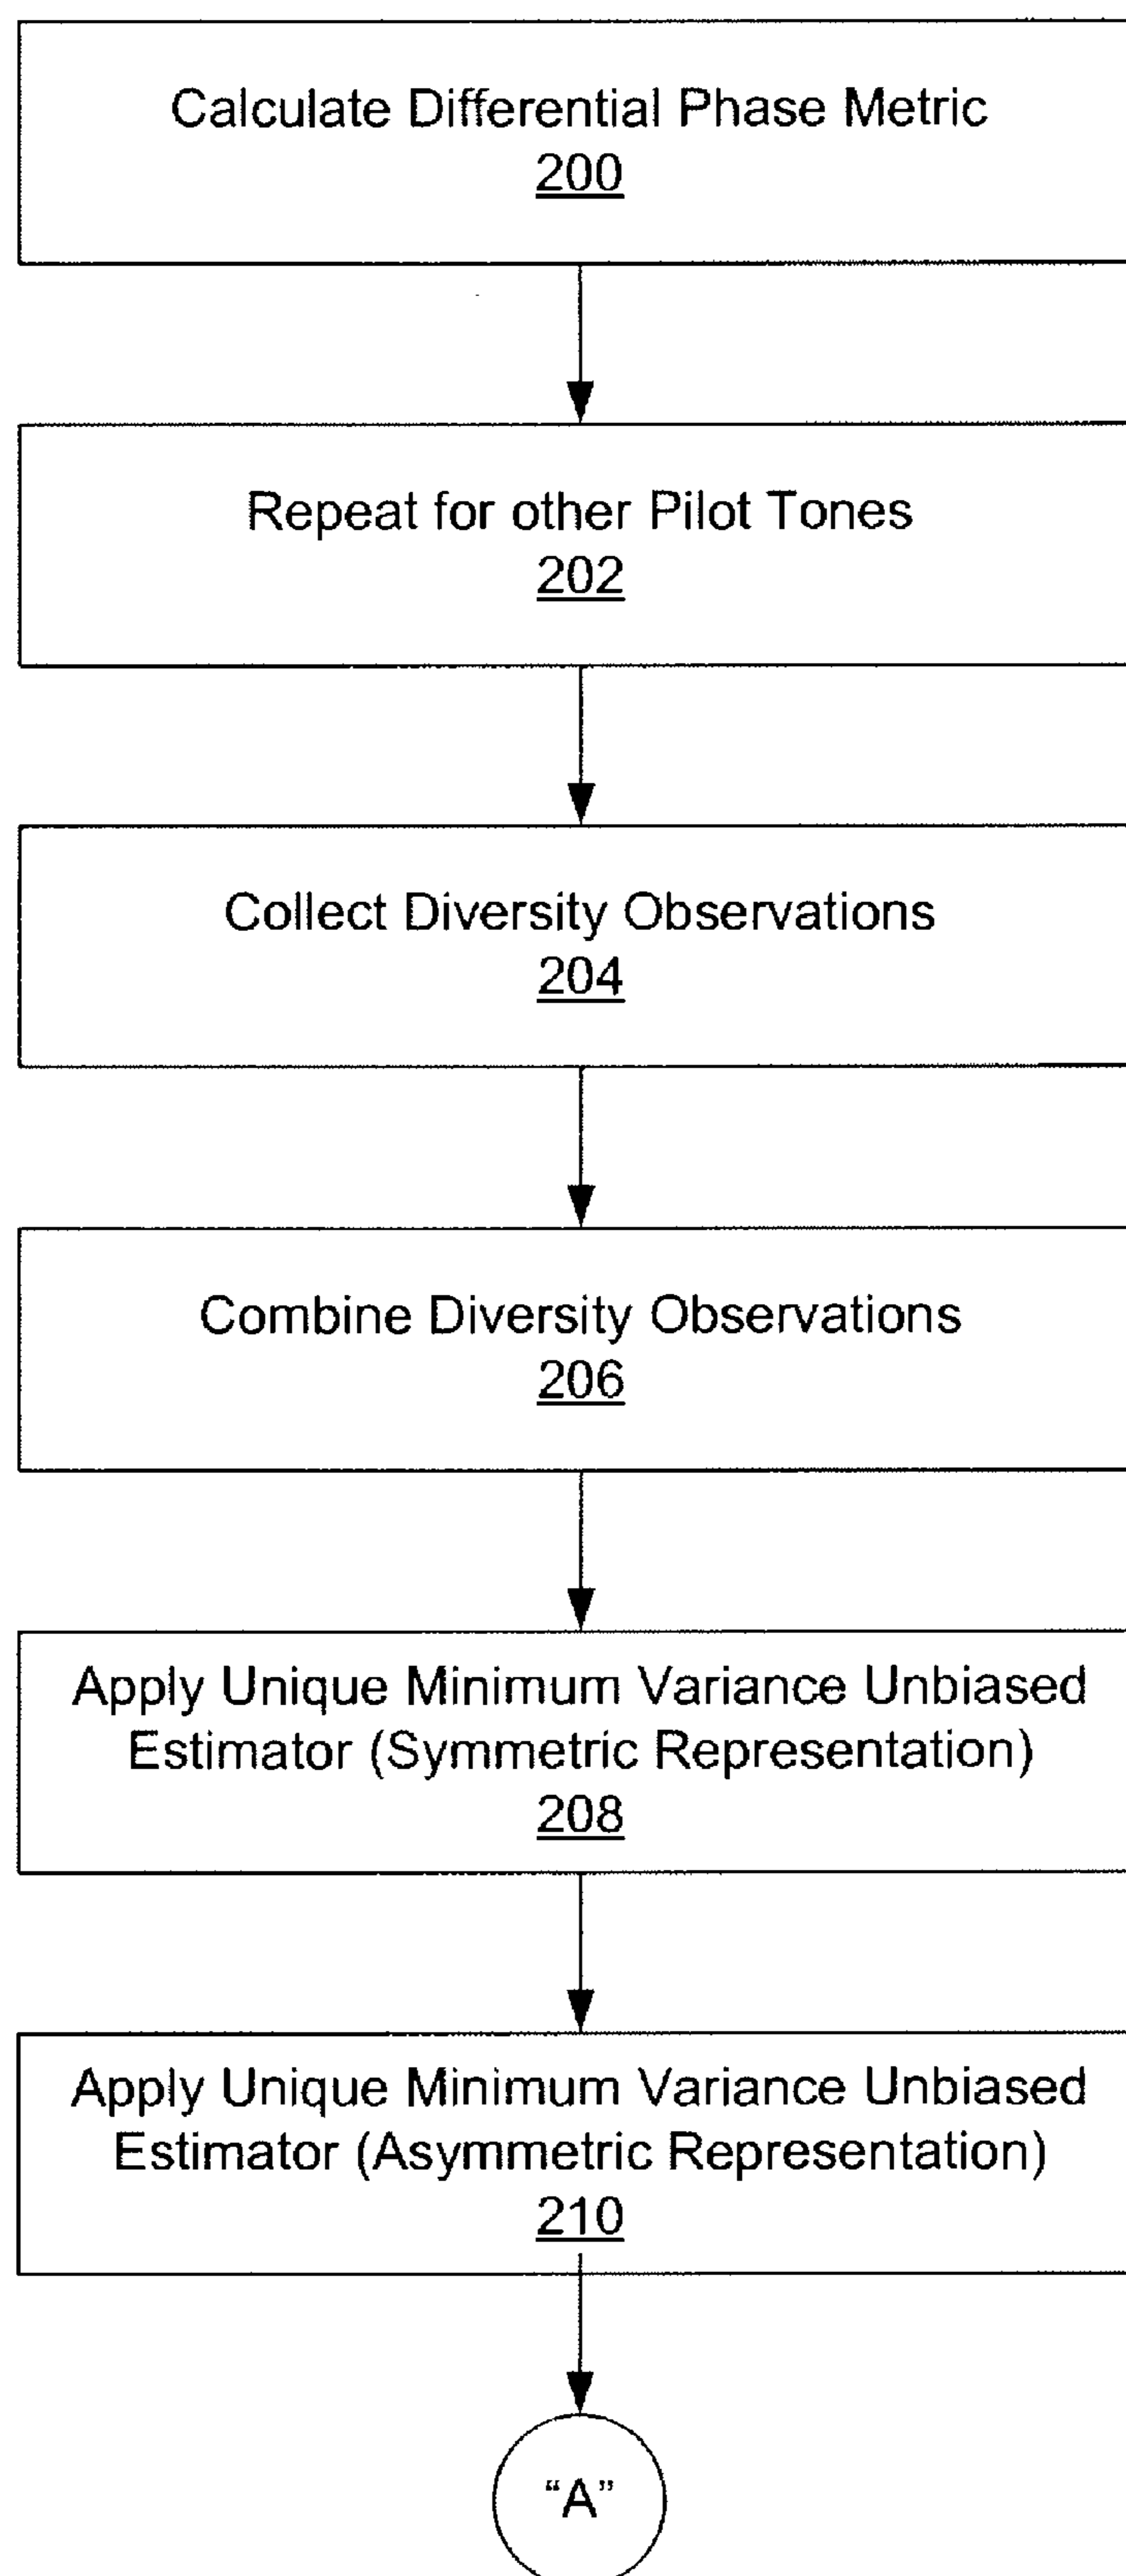 Calculate Differential Phase Metric
200
Repeat for other Pilot Tones
202
Collect Diversity Observations
204
Combine Diversity Observations
206
Apply Unique Minimum Variance Unbiased
Estimator (Symmetric Representation)
208
Apply Unique Minimum Variance Unbiased
Estimator (Asymmetric Representation)
210
“A”